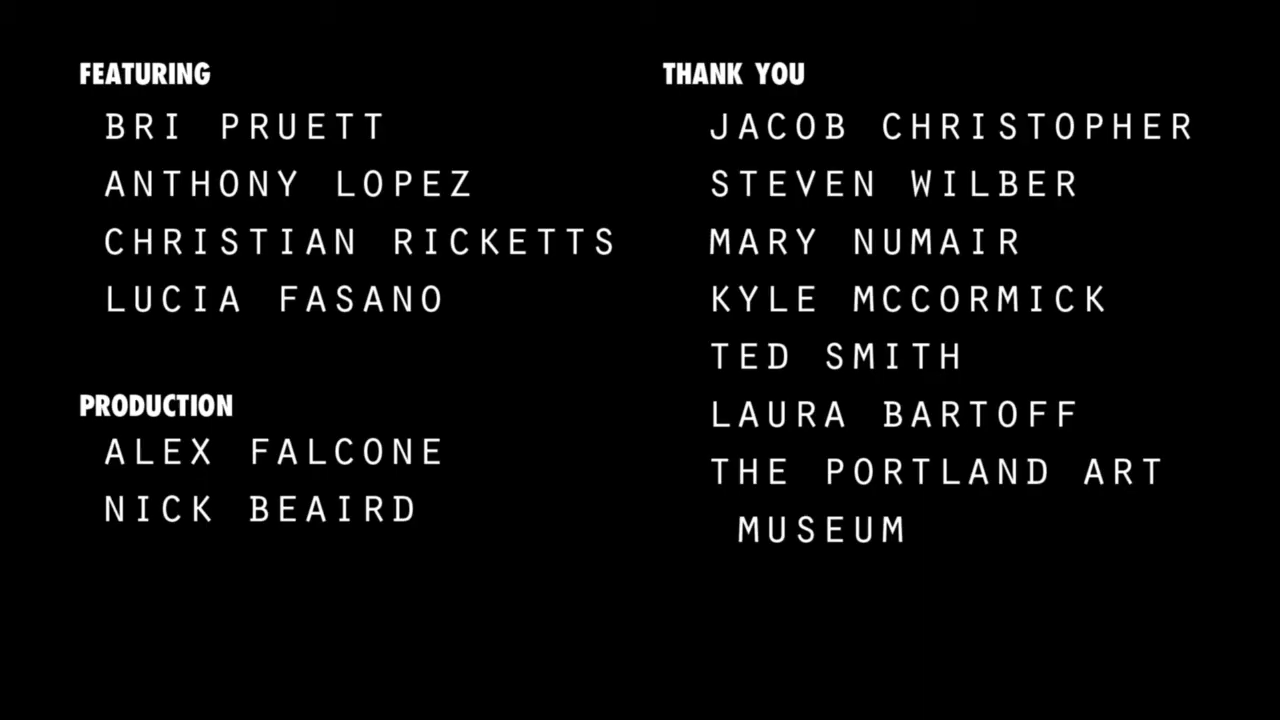 FEATURING
BRI PRUETT
ANTHONY LOPEZ
CHRISTIAN RICKETTS
LUCIA FASANO
PRODUCTION
ALEX FALCONE
NICK BEAIRD
THANK YOU
JACOB CHRISTOPHER
STEVEN WILBER
MARY NUMAIR
KYLE MCCORMICK
TED SMITH
LAURA BARTOFF
THE PORTLAND ART
MUSEUM